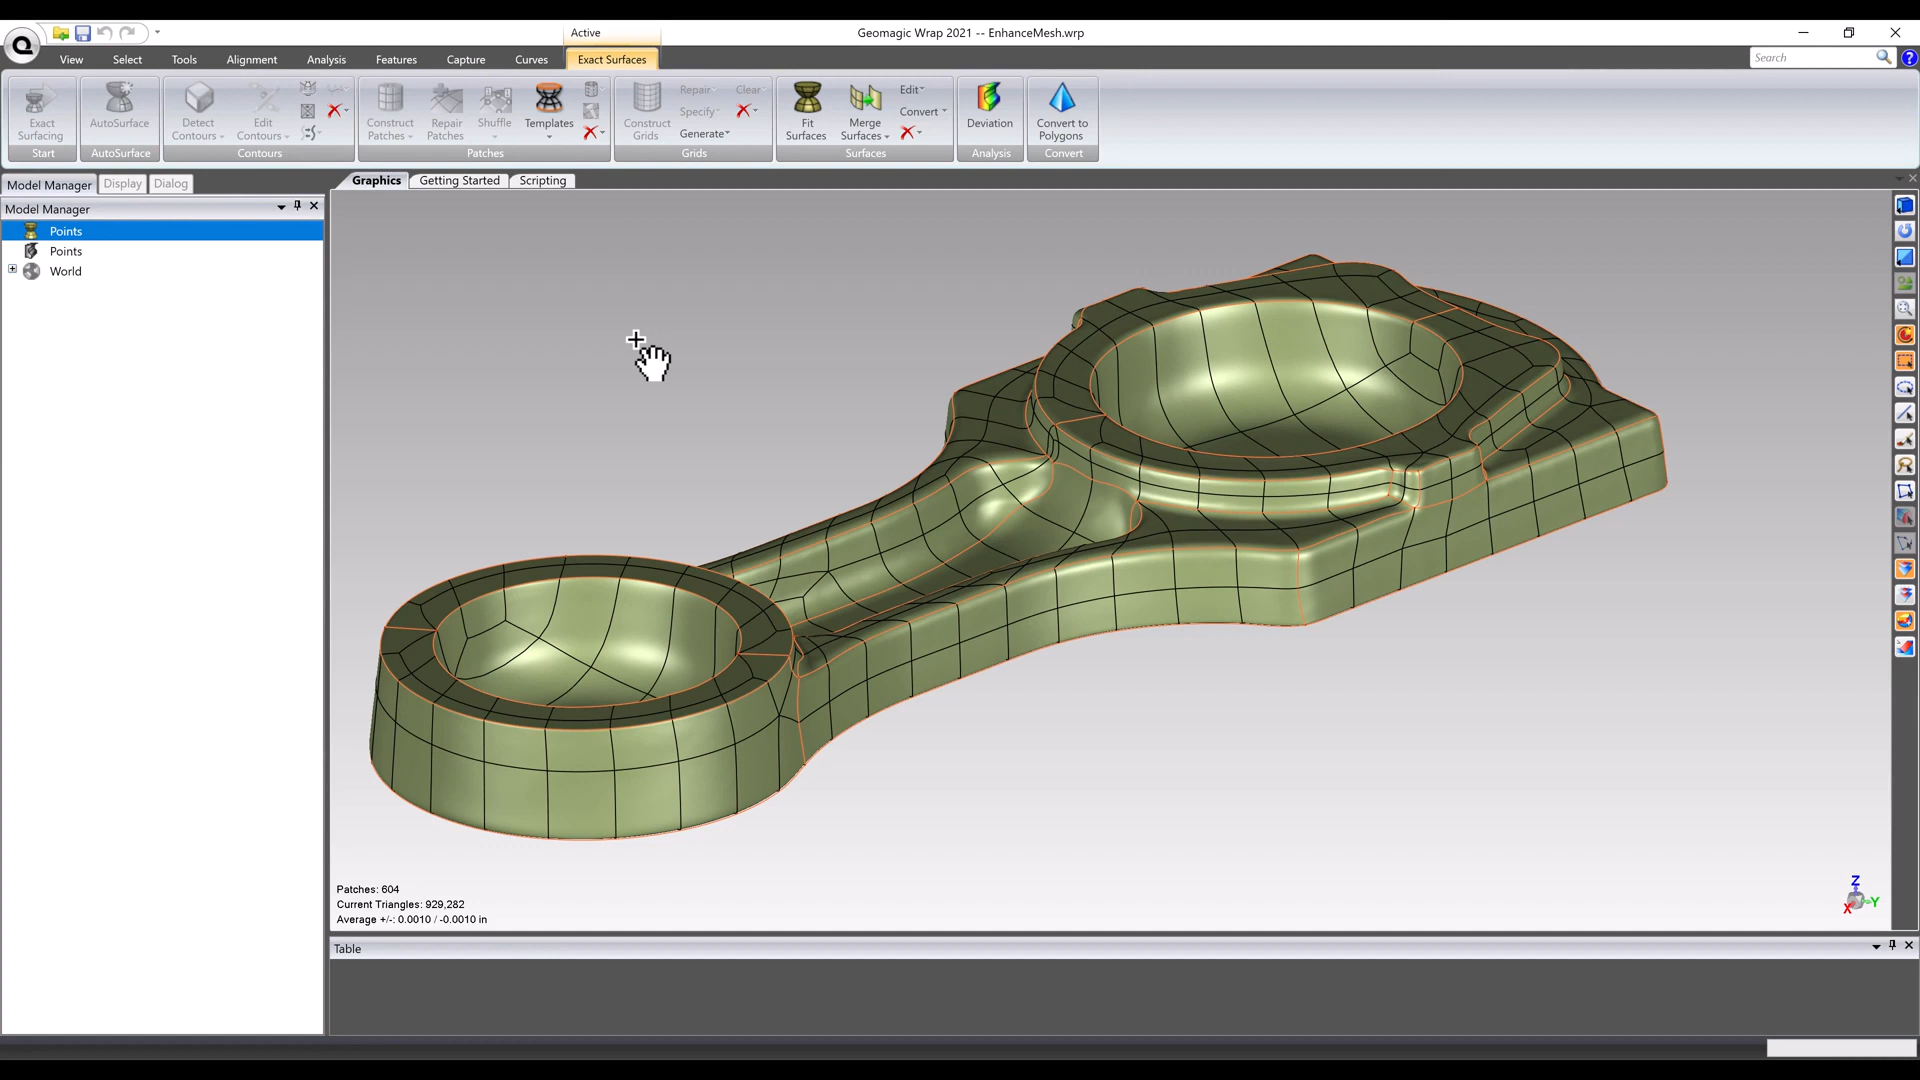 Active
Geomagic Wrap 2021 -- EnhanceMesh.wrp
View Select Tools Alignment Analysis Features Capture Curves Exact Surfaces
Search
Exact Surfacing
Start
AutoSurface
AutoSurface
Detect Contours
Edit Contours
Contours
Construct Patches
Repair Patches
Shuffle
Templates
Patches
Construct Grids
Repair
Specify
Generate
Clear
Grids
Fit Surfaces
Merge Surfaces
Edit
Convert
Surfaces
Deviation
Analysis
Convert to Polygons
Convert
Model Manager Display Dialog
Graphics Getting Started Scripting
Model Manager
Points
Points
World
Patches: 604
Current Triangles: 929,282
Average +/-: 0.0010 / -0.0010 in
Z
X
Y
Table